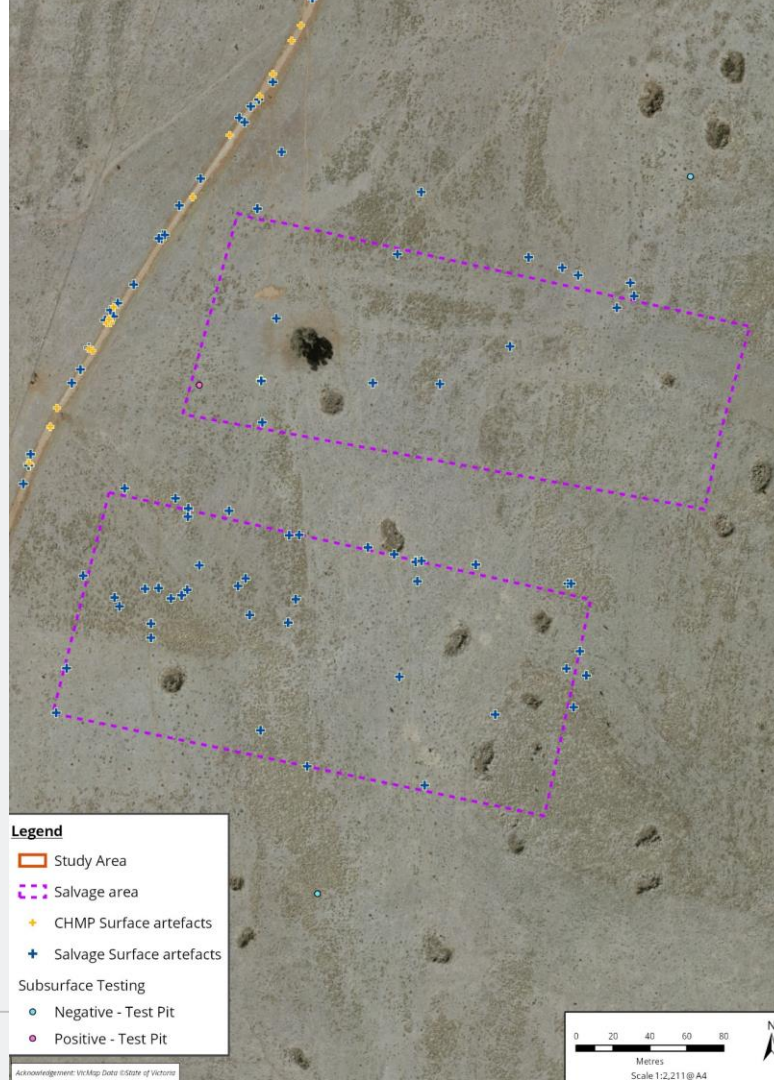 Legend
Study Area
Salvage area
CHMP Surface artefacts
Salvage Surface artefacts
Subsurface Testing
Negative - Test Pit
Positive - Test Pit
Acknowledgement: VicMap Data ©State of Victoria
0 20 40 60 80
Metres
Scale 1:2,211@ A4
N